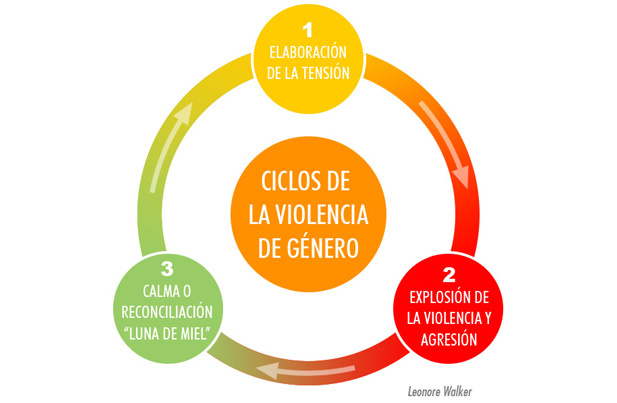 1
ELABORACIÓN
DE LA TENSIÓN
CICLOS DE
LA VIOLENCIA
DE GÉNERO
2
EXPLOSIÓN DE
LA VIOLENCIA Y
AGRESIÓN
3
CALMA O
RECONCILIACIÓN
“LUNA DE MIEL”
Leonore Walker